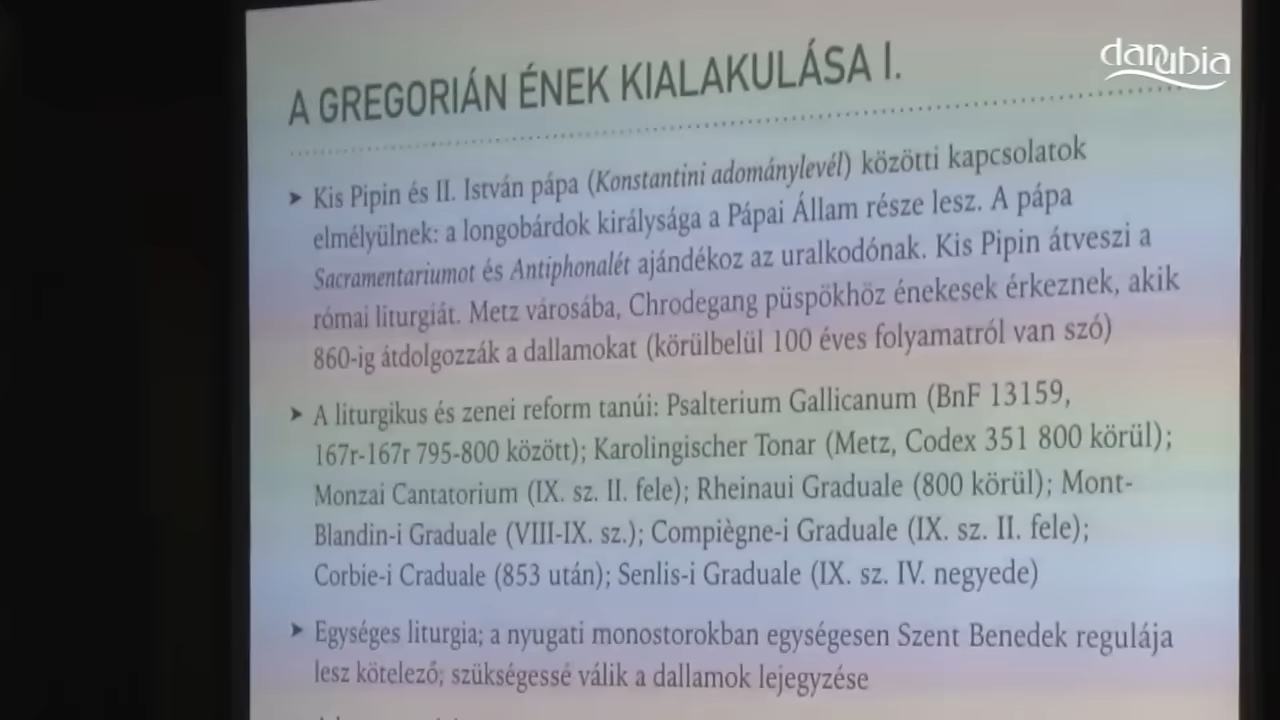 danubia
A GREGORIÁN ÉNEK KIALAKULÁSA I.
➤ Kis Pipin és II. István pápa (Konstantini adománylevél) közötti kapcsolatok
elmélyülnek: a longobárdok királysága a Pápai Állam része lesz. A pápa
Sacramentariumot és Antiphonalét ajándékoz az uralkodónak. Kis Pipin átveszi a
római liturgiát. Metz városába, Chrodegang püspökhöz énekesek érkeznek, akik
860-ig átdolgozzák a dallamokat (körülbelül 100 éves folyamatról van szó)
➤ A liturgikus és zenei reform tanúi: Psalterium Gallicanum (BnF 13159,
167r-167r 795-800 között); Karolingischer Tonar (Metz, Codex 351 800 körül);
Monzai Cantatorium (IX. sz. II. fele); Rheinaui Graduale (800 körül); Mont-
Blandin-i Graduale (VIII-IX. sz.); Compiègne-i Graduale (IX. sz. II. fele);
Corbie-i Craduale (853 után); Senlis-i Graduale (IX. sz. IV. negyede)
➤ Egységes liturgia; a nyugati monostorokban egységesen Szent Benedek regulája
lesz kötelező; szükségessé válik a dallamok lejegyzése